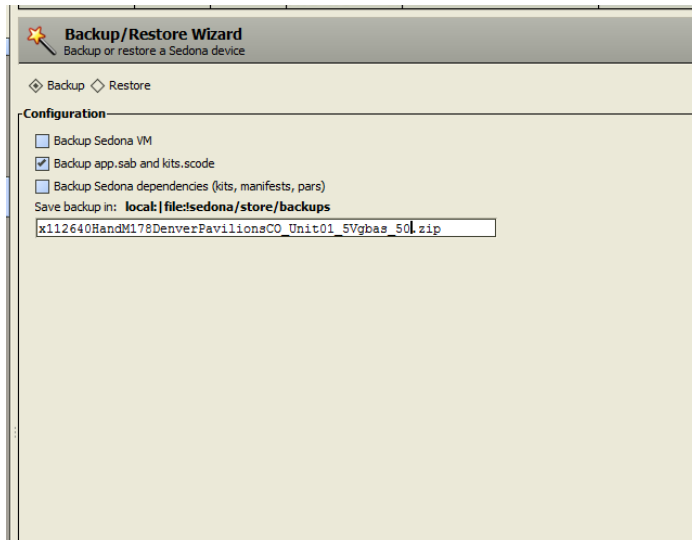 Backup/Restore Wizard
Backup or restore a Sedona device
Backup Restore
Configuration
Backup Sedona VM
Backup app.sab and kits.scode
Backup Sedona dependencies (kits, manifests, pars)
Save backup in: local:|file:!sedona/store/backups
x112640HandM178DenverPavilionsCO_Unit01_5Vgbas_50.zip